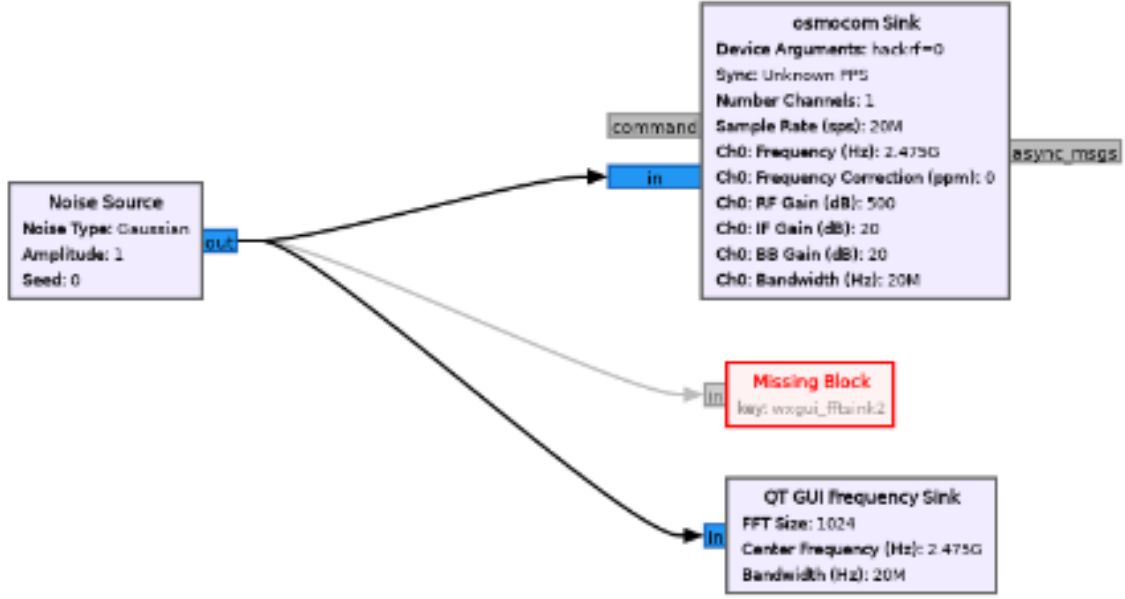 osmocom Sink
Device Arguments: hackrf=0
Sync: Unknown PPS
Number Channels: 1
command
Sample Rate (sps): 20M
Ch0: Frequency (Hz): 2.475G
async_msgs
in
Ch0: Frequency Correction (ppm): 0
Ch0: RF Gain (dB): 500
Ch0: IF Gain (dB): 20
Ch0: BB Gain (dB): 20
Ch0: Bandwidth (Hz): 20M
Noise Source
Noise Type: Gaussian
Amplitude: 1
Seed: 0
out
Missing Block
in
key: wxgui_fftsink2
QT GUI Frequency Sink
FFT Size: 1024
in
Center Frequency (Hz): 2.475G
Bandwidth (Hz): 20M